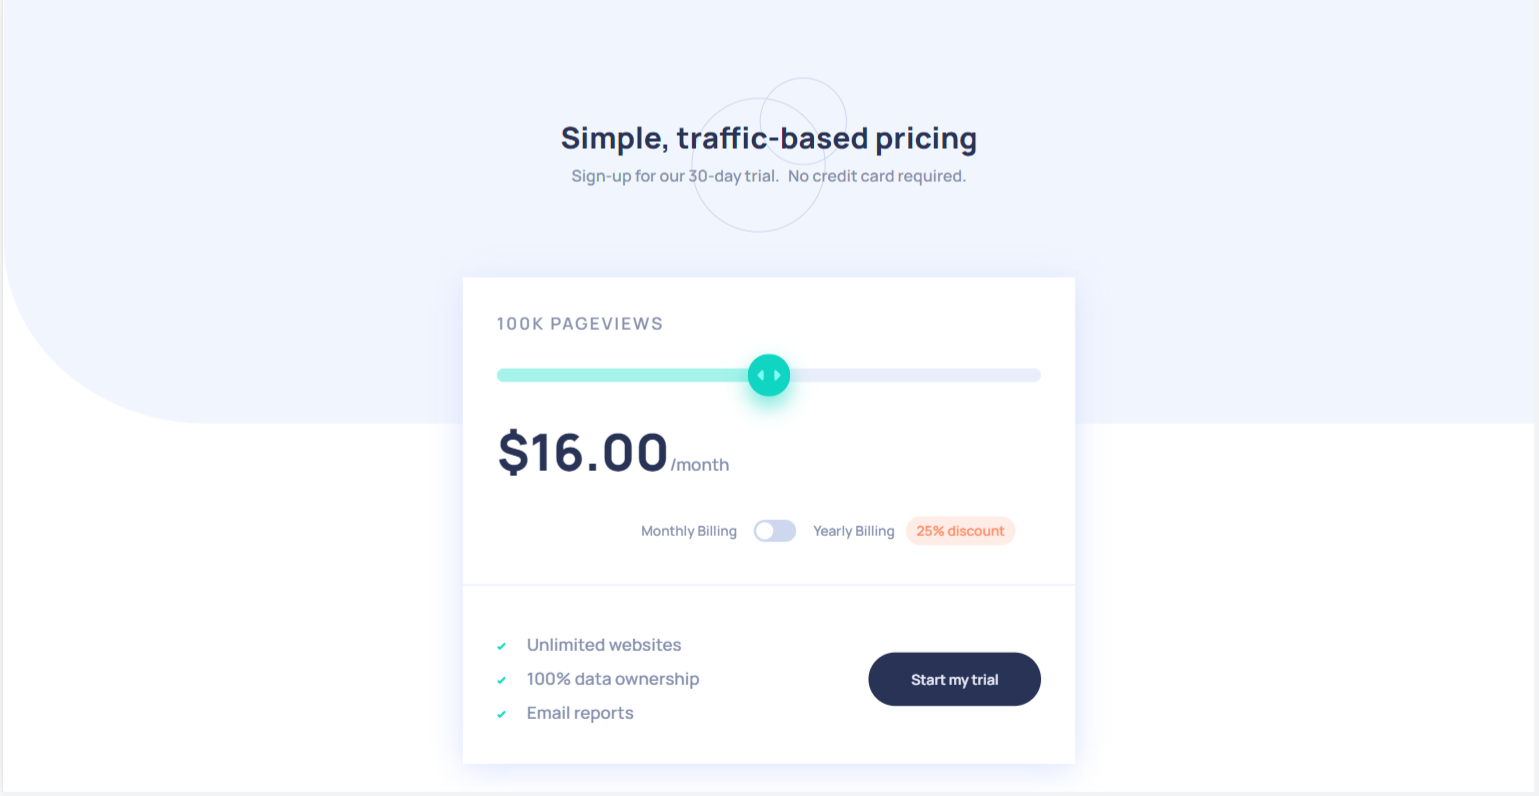 Simple, traffic-based pricing
Sign-up for our 30-day trial. No credit card required.
100K PAGEVIEWS
$16.00/month
Monthly Billing Yearly Billing 25% discount
Unlimited websites
100% data ownership
Email reports
Start my trial